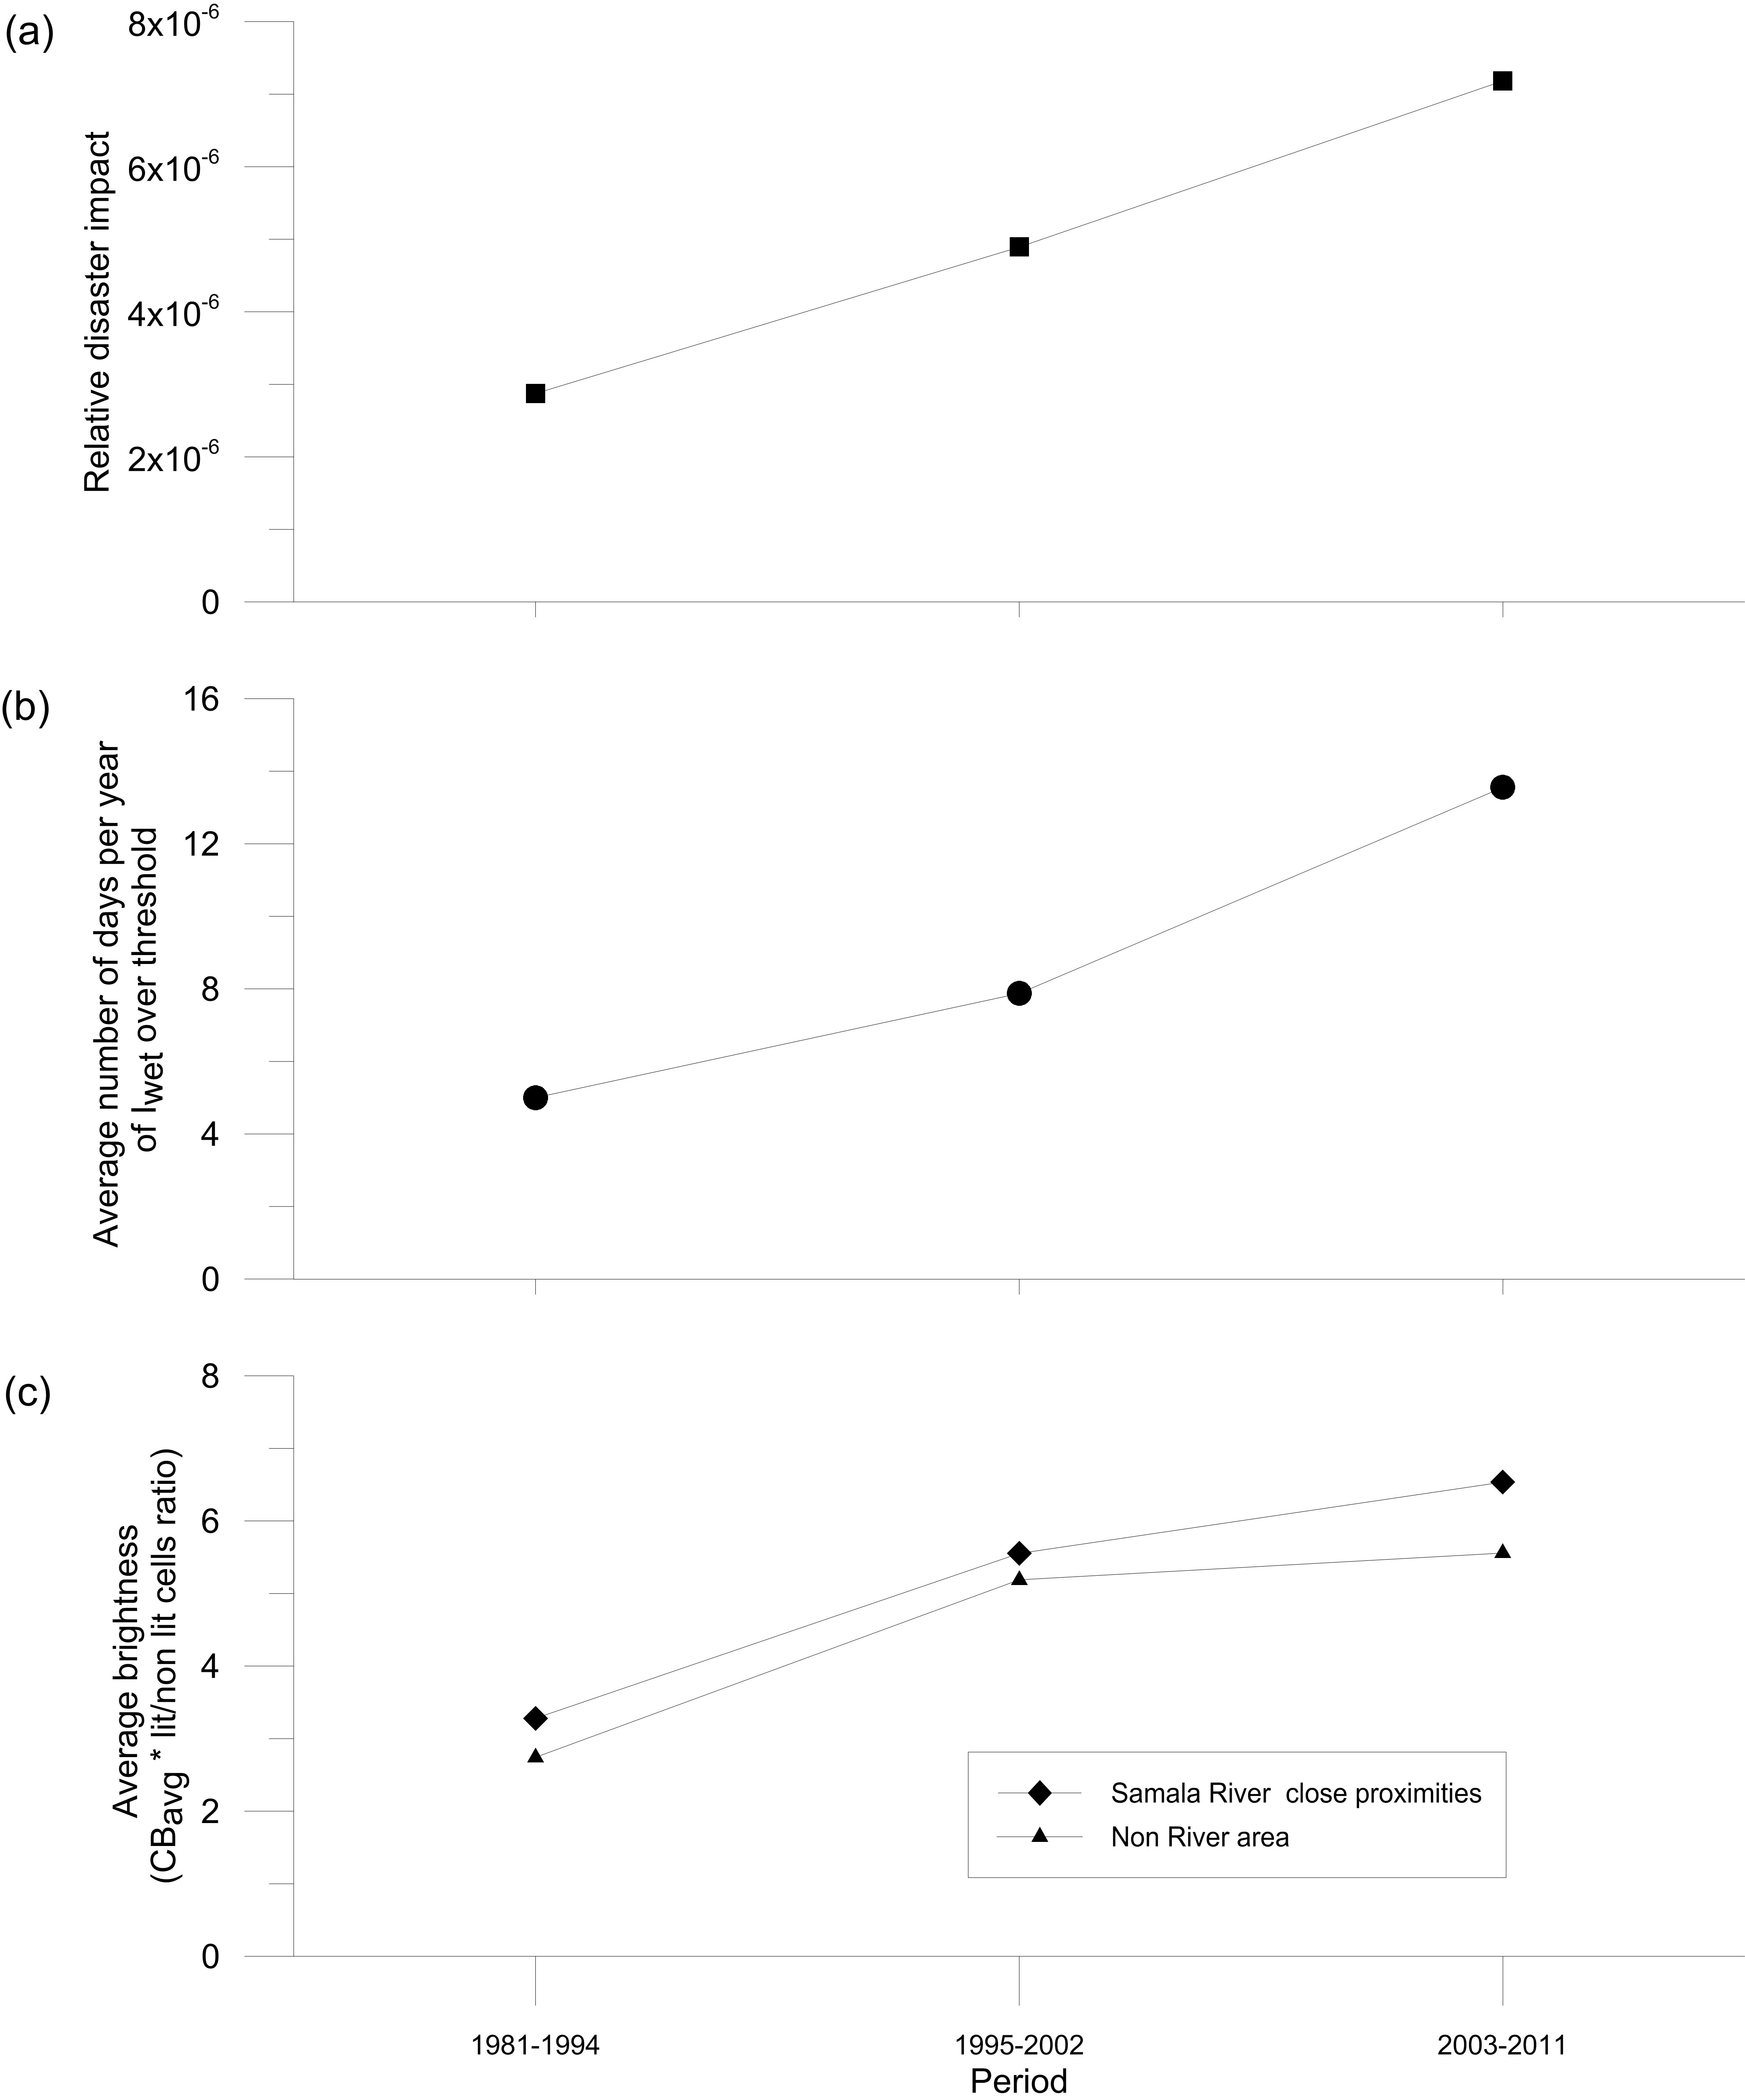 (a)
8x10-6
6x10-6
4x10-6
2x10-6
0
Relative disaster impact
(b)
16
12
8
4
0
Average number of days per year
of Iwet over threshold
(c)
8
6
4
2
0
Average brightness
(CBavg * lit/non lit cells ratio)
Samala River close proximities
Non River area
1981-1994
1995-2002
2003-2011
Period